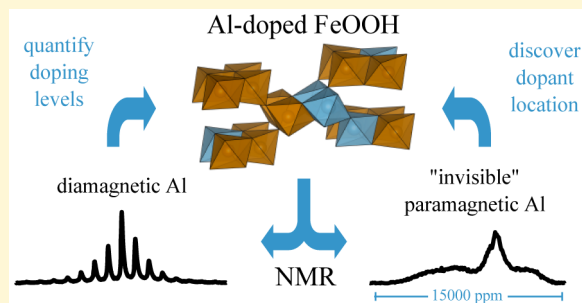 Al-doped FeOOH
quantify
doping
levels
discover
dopant
location
diamagnetic Al
"invisible"
paramagnetic Al
NMR
15000 ppm